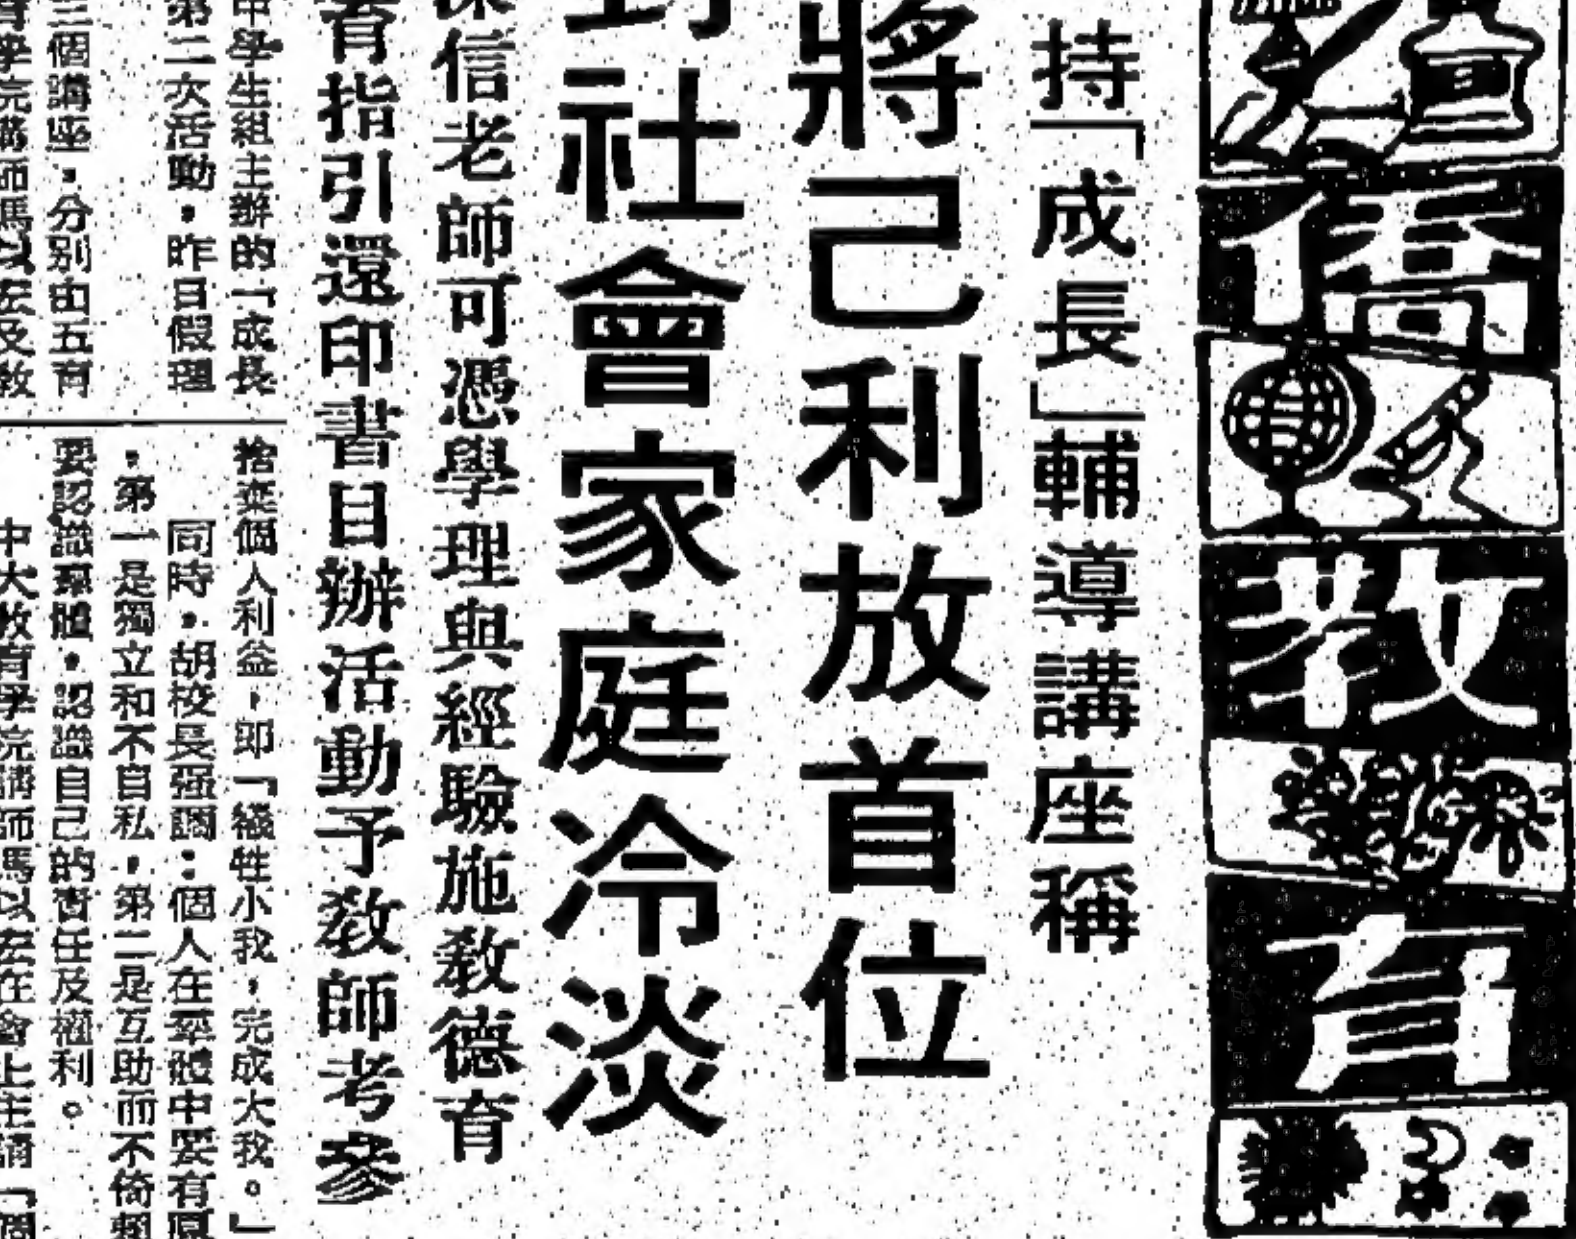 僑教育
持「成長」輔導講座稱
將己利放首位
對社會家庭冷淡
深信老師可憑學理與經驗施教德育
育指引還印書目辦活動予教師考參
中學生組主辦的「成長
第二次活動,昨日假理
三個講座,分別由五育
育學院講師馮以宏及教
捨棄個人利益,即「犧牲小我,完成大我。」
同時,胡校長强調:個人在羣體中要有原
,第一是獨立和不自私,第二是互助而不倚賴
要認識羣體,認識自己的責任及權利。
中大教育學院講師馮以宏在會上主講「個